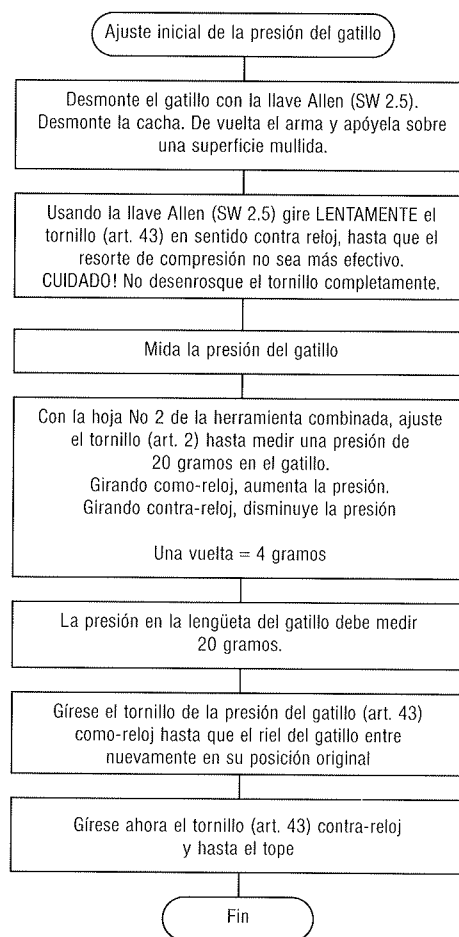 Ajuste inicial de la presión del gatillo
Desmonte el gatillo con la llave Allen (SW 2.5).
Desmonte la cacha. De vuelta el arma y apóyela sobre
una superficie mullida.
Usando la llave Allen (SW 2.5) gire LENTAMENTE el
tornillo (art. 43) en sentido contra reloj, hasta que el
resorte de compresión no sea más efectivo.
CUIDADO! No desenrosque el tornillo completamente.
Mida la presión del gatillo
Con la hoja No 2 de la herramienta combinada, ajuste
el tornillo (art. 2) hasta medir una presión de
20 gramos en el gatillo.
Girando como-reloj, aumenta la presión.
Girando contra-reloj, disminuye la presión
Una vuelta = 4 gramos
La presión en la lengüeta del gatillo debe medir
20 gramos.
Gírese el tornillo de la presión del gatillo (art. 43)
como-reloj hasta que el riel del gatillo entre
nuevamente en su posición original
Gírese ahora el tornillo (art. 43) contra-reloj
y hasta el tope
Fin